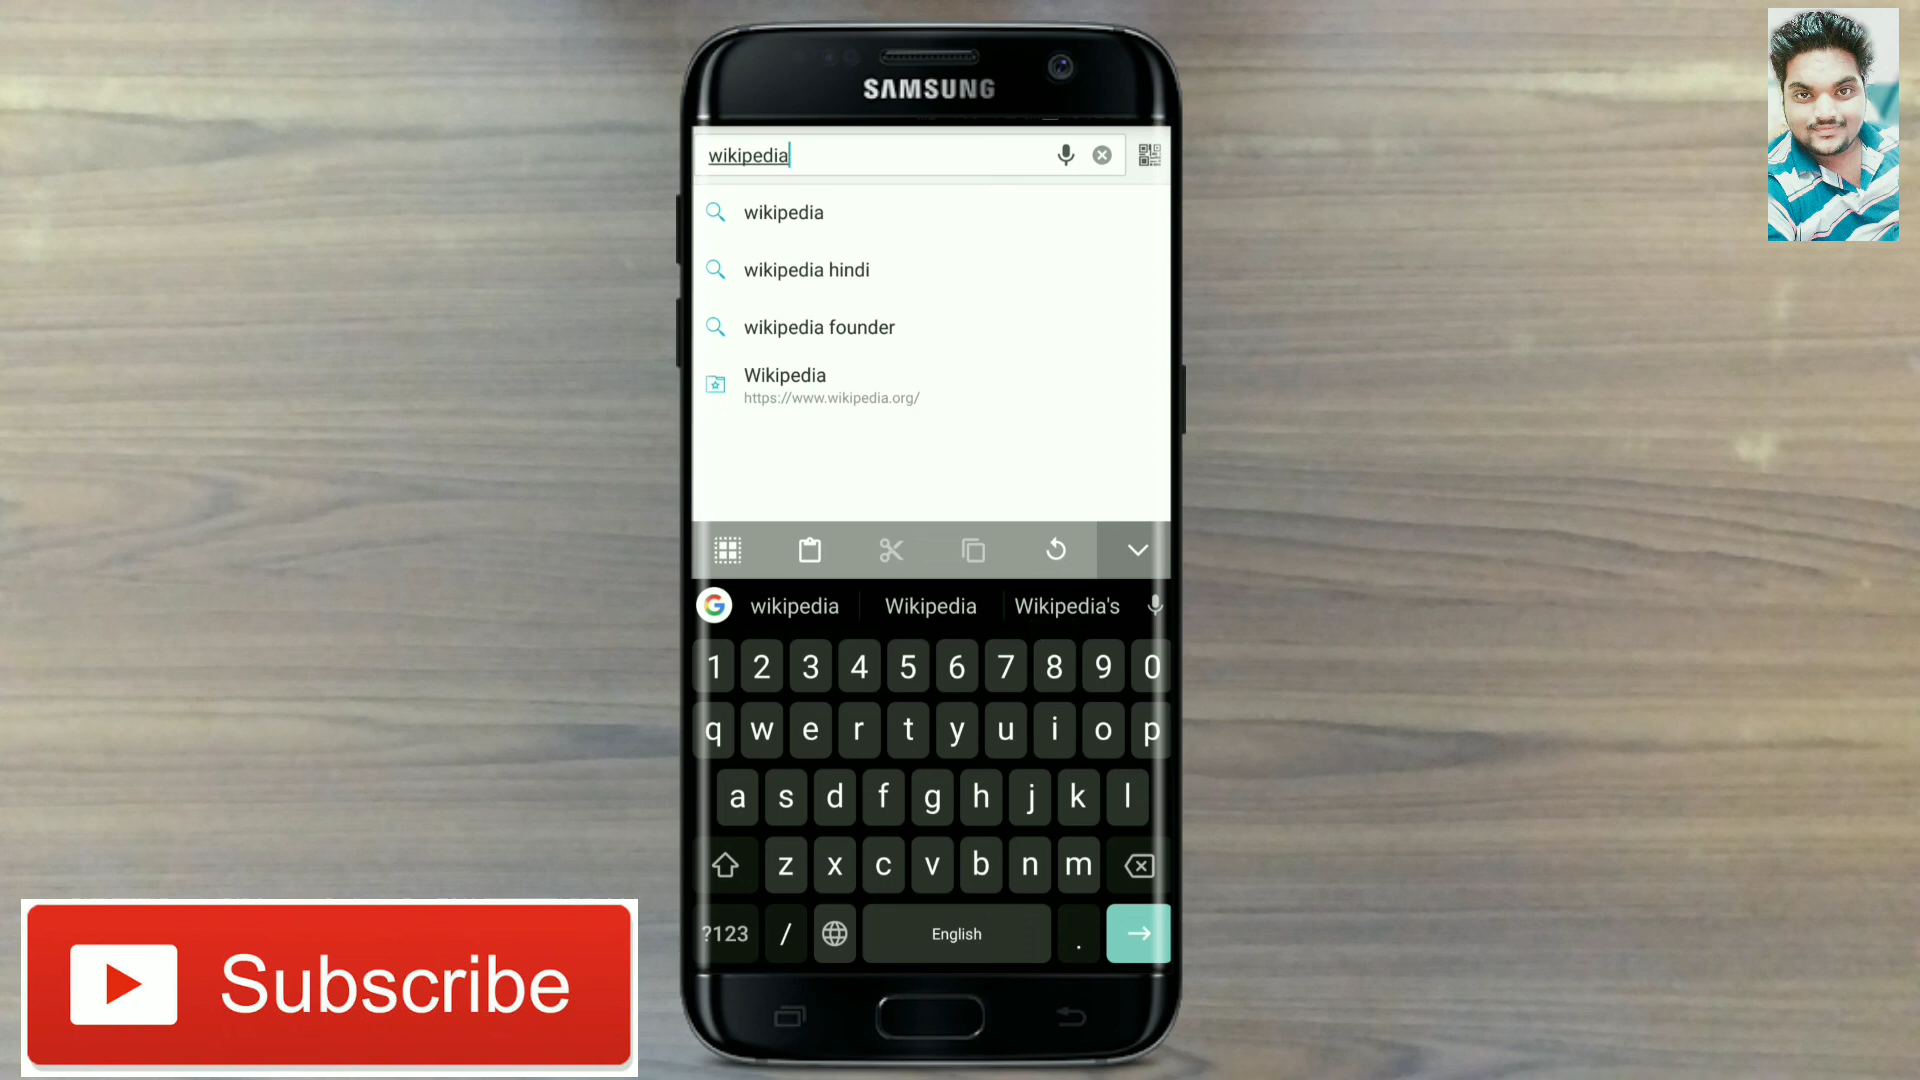 SAMSUNG
wikipedia
wikipedia
wikipedia hindi
wikipedia founder
Wikipedia
https://www.wikipedia.org/
wikipedia Wikipedia Wikipedia's
1 2 3 4 5 6 7 8 9 0
q w e r t y u i o p
a s d f g h j k l
z x c v b n m
?123 / English .
Subscribe